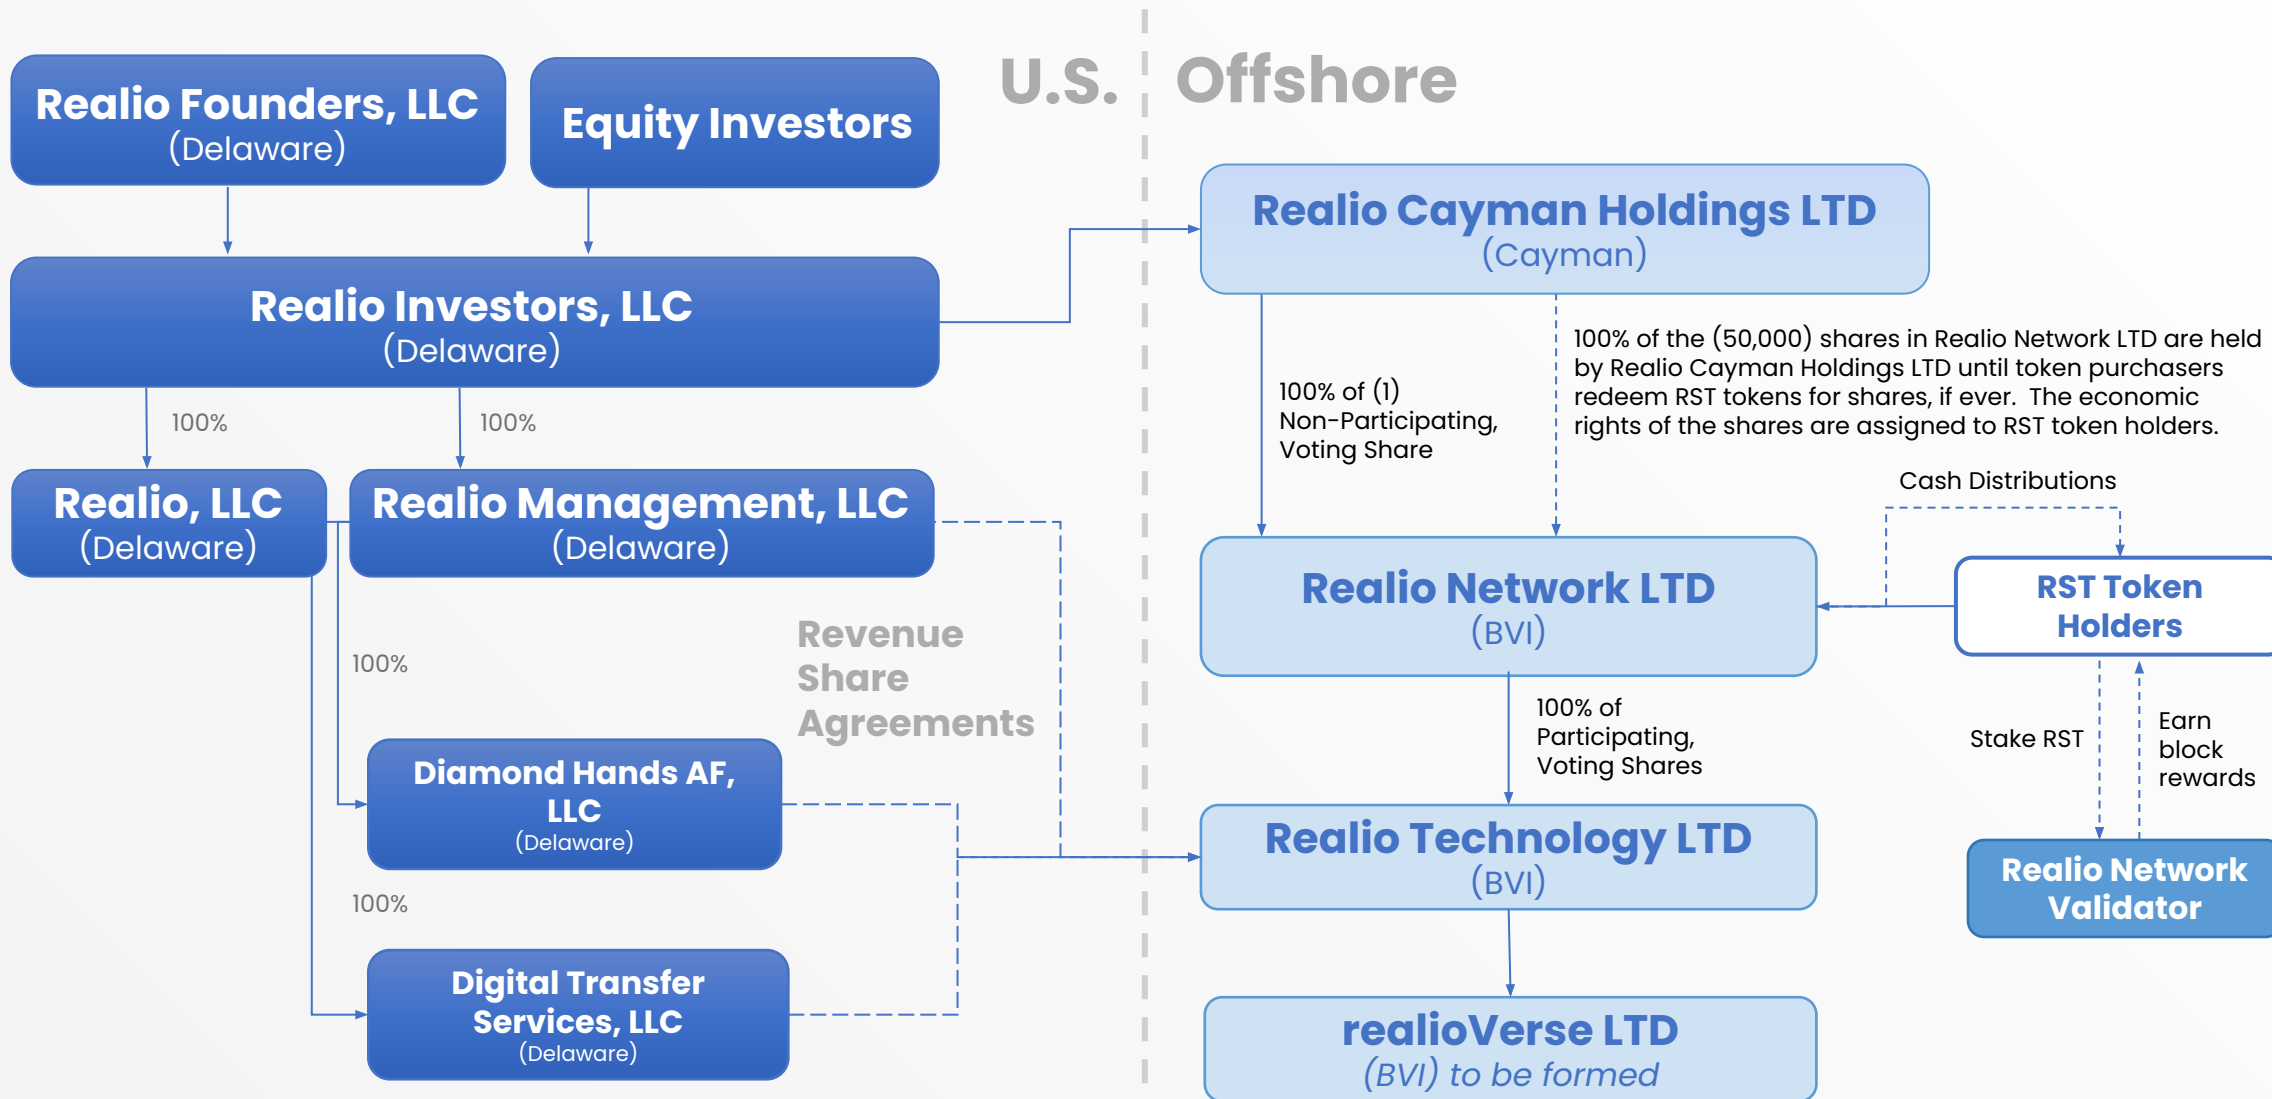 U.S.
Offshore
Realio Founders, LLC
(Delaware)
Equity Investors
Realio Investors, LLC
(Delaware)
100%
100%
Realio, LLC
(Delaware)
Realio Management, LLC
(Delaware)
100%
Revenue
Share
Agreements
Diamond Hands AF,
LLC
(Delaware)
100%
Digital Transfer
Services, LLC
(Delaware)
Realio Cayman Holdings LTD
(Cayman)
100% of (1)
Non-Participating,
Voting Share
100% of the (50,000) shares in Realio Network LTD are held
by Realio Cayman Holdings LTD until token purchasers
redeem RST tokens for shares, if ever.  The economic
rights of the shares are assigned to RST token holders.
Cash Distributions
Realio Network LTD
(BVI)
RST Token
Holders
100% of
Participating,
Voting Shares
Stake RST
Earn
block
rewards
Realio Technology LTD
(BVI)
Realio Network
Validator
realioVerse LTD
(BVI) to be formed